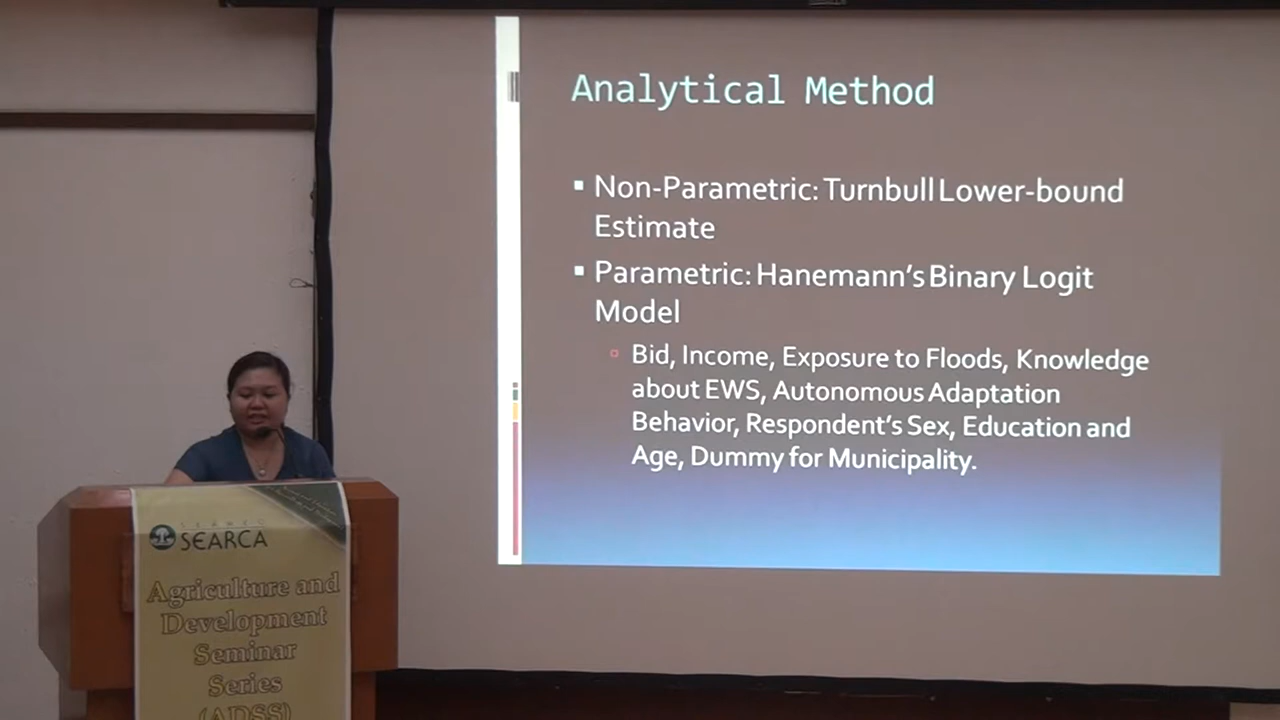 Analytical Method
Non-Parametric: Turnbull Lower-bound
Estimate
Parametric: Hanemann's Binary Logit
Model
Bid, Income, Exposure to Floods, Knowledge
about EWS, Autonomous Adaptation
Behavior, Respondent's Sex, Education and
Age, Dummy for Municipality.
SEARCA
Agriculture and
Development
Seminar
Series
(ADSS)